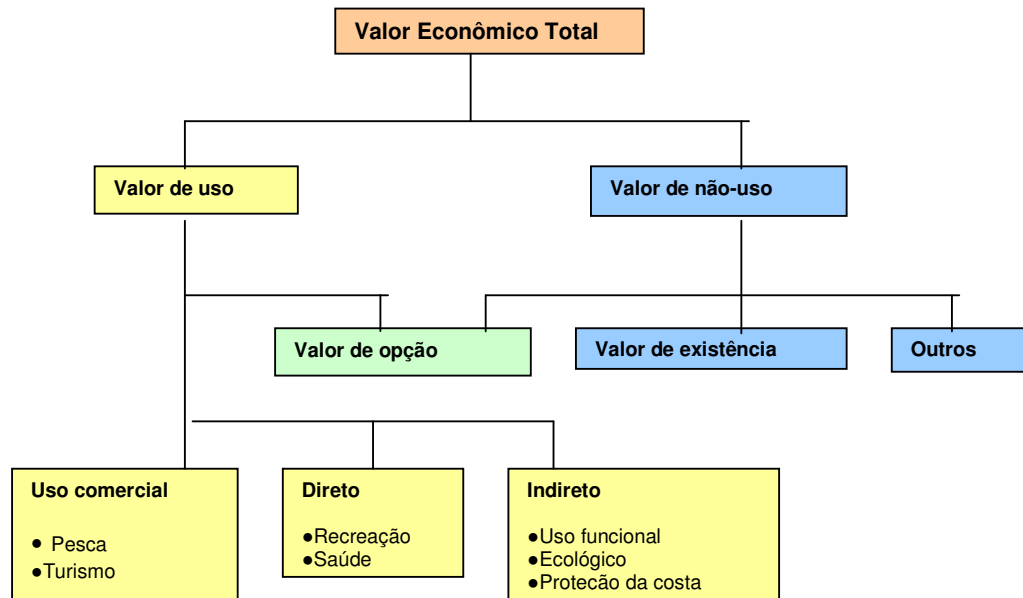 Valor Econômico Total
Valor de uso
Valor de não-uso
Valor de opção
Valor de existência
Outros
Uso comercial
● Pesca
●Turismo
Direto
●Recreação
●Saúde
Indireto
●Uso funcional
●Ecológico
●Protecão da costa